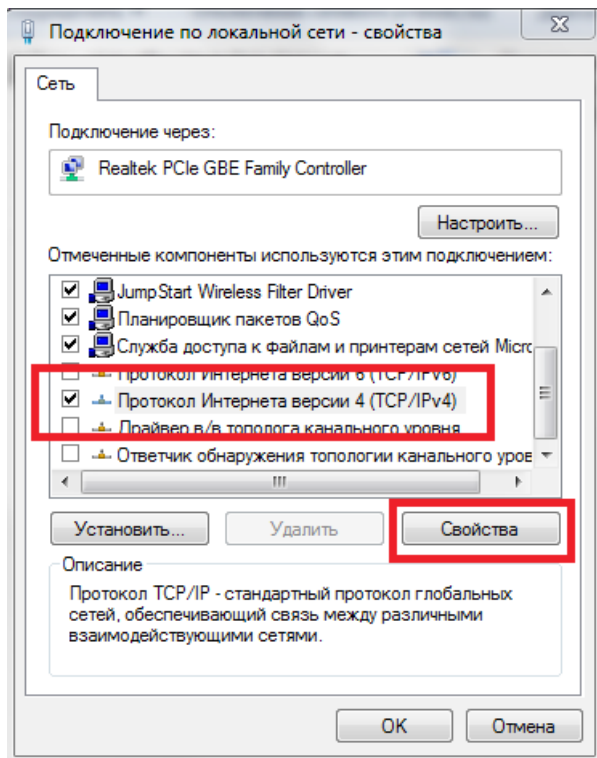 Подключение по локальной сети - свойства
Сеть
Подключение через:
Realtek PCIe GBE Family Controller
Настроить...
Отмеченные компоненты используются этим подключением:
JumpStart Wireless Filter Driver
Планировщик пакетов QoS
Служба доступа к файлам и принтерам сетей Micro
Протокол Интернета версии 6 (TCP/IPv6)
Протокол Интернета версии 4 (TCP/IPv4)
Драйвер в/в тополога канального уровня
Ответчик обнаружения топологии канального уров
Установить...
Удалить
Свойства
Описание
Протокол TCP/IP - стандартный протокол глобальных
сетей, обеспечивающий связь между различными
взаимодействующими сетями.
OK
Отмена